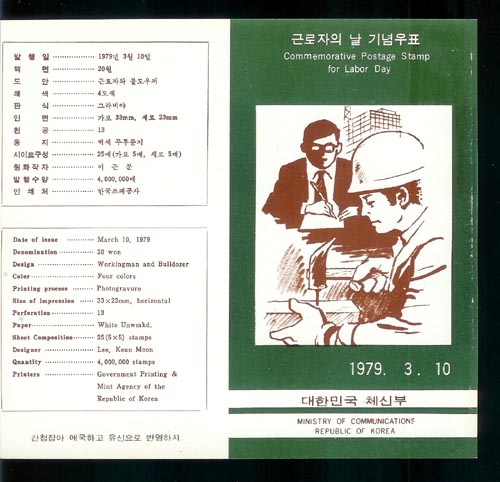 발 행 일 ················ 1979년 3월 10일
액 면 ················ 20원
도 안 ················ 근로자와 불도우저
쇄 색 ················ 4도색
판 식 ················ 그라비아
인 면 ················ 가로 33mm, 세로 23mm
천 공 ················ 13
용 지 ················ 백색 무투문지
시이트구성 ················ 25매(가로 5매, 세로 5매)
원화작자 ················ 이 근 문
발행수량 ················ 4,000,000매
인 쇄 처 ················ 한국조폐공사
Date of issue ············ March 10, 1979
Denomination ············ 20 won
Design ············ Workingman and Bulldozer
Color ············ Four colors
Printing process ············ Photogravure
Size of impression ······ 33×23mm, horizontal
Perforation ············ 13
Paper ············ White Unwmkd.
Sheet Composition ······ 25(5×5) stamps
Designer ············ Lee, Keun Moon
Quantity ············ 4,000,000 stamps
Printers ············ Government Printing &
Mint Agency of the
Republic of Korea
간첩잡아 애국하고 유신으로 번영하자
근로자의 날 기념우표
Commemorative Postage Stamp
for Labor Day
1979. 3. 10
대한민국 체신부
MINISTRY OF COMMUNICATIONS
REPUBLIC OF KOREA